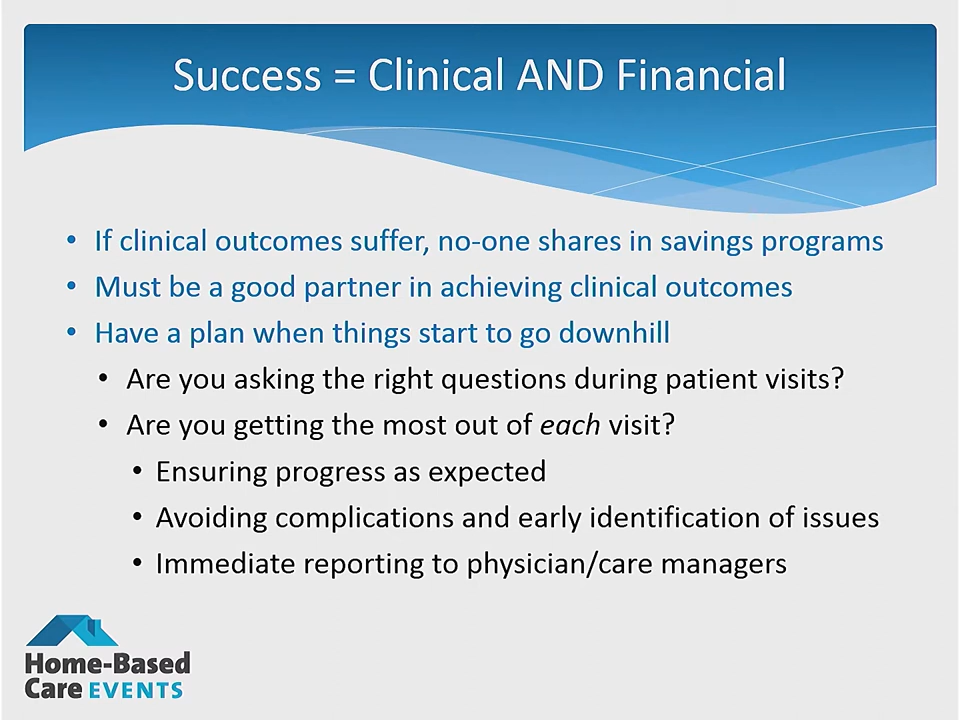 Success = Clinical AND Financial
• If clinical outcomes suffer, no-one shares in savings programs
• Must be a good partner in achieving clinical outcomes
• Have a plan when things start to go downhill
• Are you asking the right questions during patient visits?
• Are you getting the most out of each visit?
• Ensuring progress as expected
• Avoiding complications and early identification of issues
• Immediate reporting to physician/care managers
Home-Based
Care EVENTS